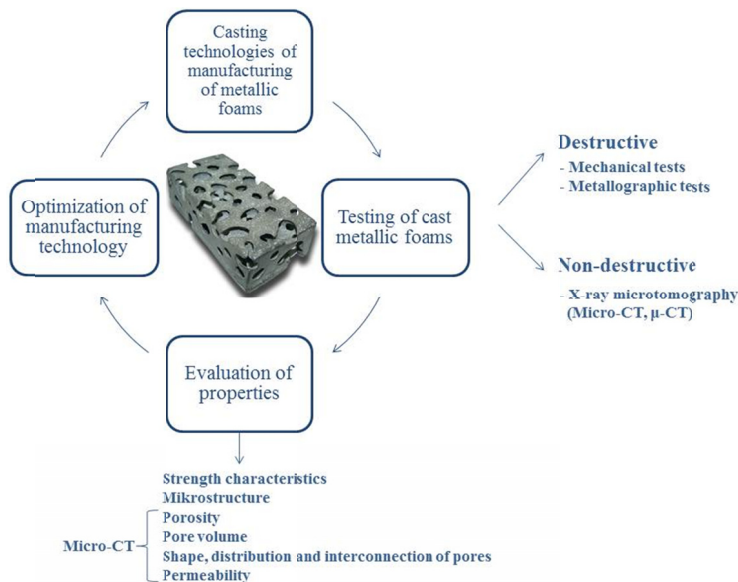 Casting
technologies of
manufacturing
of metallic
foams
Optimization of
manufacturing
technology
Testing of cast
metallic foams
Destructive
- Mechanical tests
- Metallographic tests
Non-destructive
- X-ray microtomography
(Micro-CT, µ-CT)
Evaluation of
properties
Strength characteristics
Mikrostructure
Micro-CT
Porosity
Pore volume
Shape, distribution and interconnection of pores
Permeability